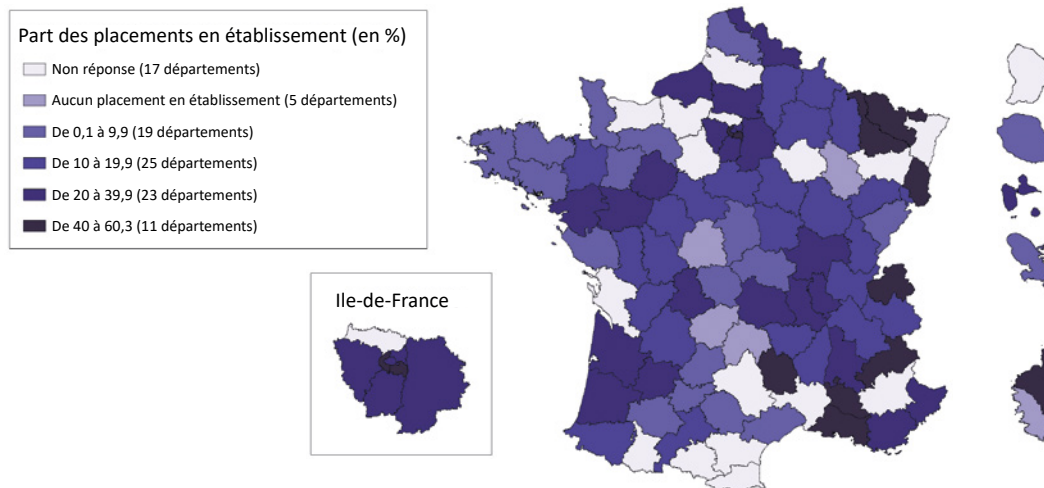 Part des placements en établissement (en %)
Non réponse (17 départements)
Aucun placement en établissement (5 départements)
De 0,1 à 9,9 (19 départements)
De 10 à 19,9 (25 départements)
De 20 à 39,9 (23 départements)
De 40 à 60,3 (11 départements)
Ile-de-France